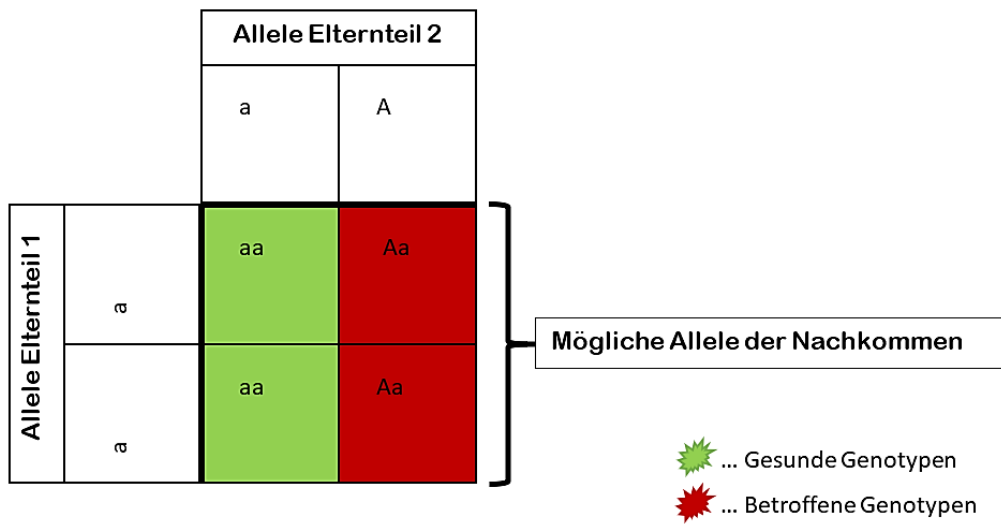 Allele Elternteil 2
a A
Allele Elternteil 1
a aa Aa
a aa Aa
Mögliche Allele der Nachkommen
... Gesunde Genotypen
... Betroffene Genotypen